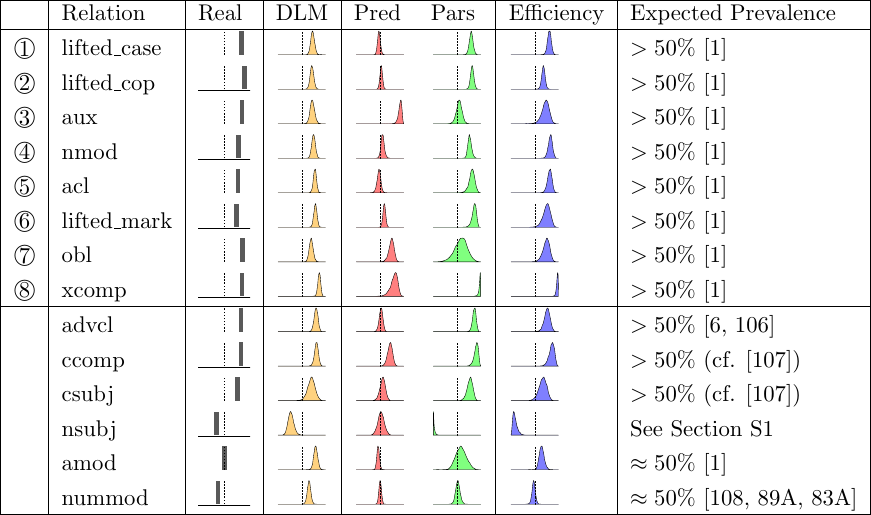 Relation Real DLM Pred Pars Efficiency Expected Prevalence
① lifted_case > 50% [1]
② lifted_cop > 50% [1]
③ aux > 50% [1]
④ nmod > 50% [1]
⑤ acl > 50% [1]
⑥ lifted_mark > 50% [1]
⑦ obl > 50% [1]
⑧ xcomp > 50% [1]
advcl > 50% [6, 106]
ccomp > 50% (cf. [107])
csubj > 50% (cf. [107])
nsubj See Section S1
amod ≈ 50% [1]
nummod ≈ 50% [108, 89A, 83A]